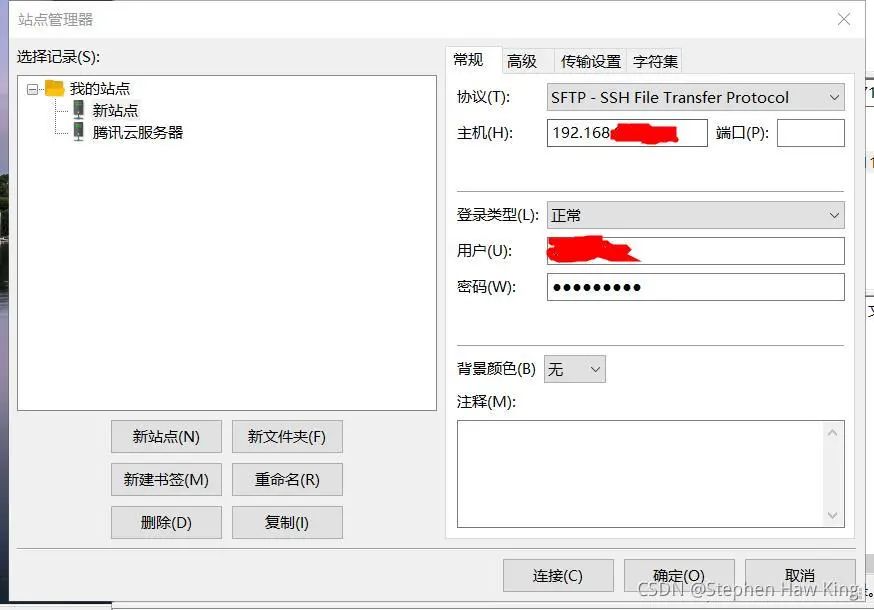 站点管理器
选择记录(S):
我的站点
新站点
腾讯云服务器
新站点(N)
新文件夹(F)
新建书签(M)
重命名(R)
删除(D)
复制(I)
常规
高级
传输设置
字符集
协议(T):
SFTP - SSH File Transfer Protocol
主机(H):
192.168
端口(P):
登录类型(L):
正常
用户(U):
密码(W):
背景颜色(B)
无
注释(M):
连接(C)
确定(O)
取消
CSDN @Stephen Haw King